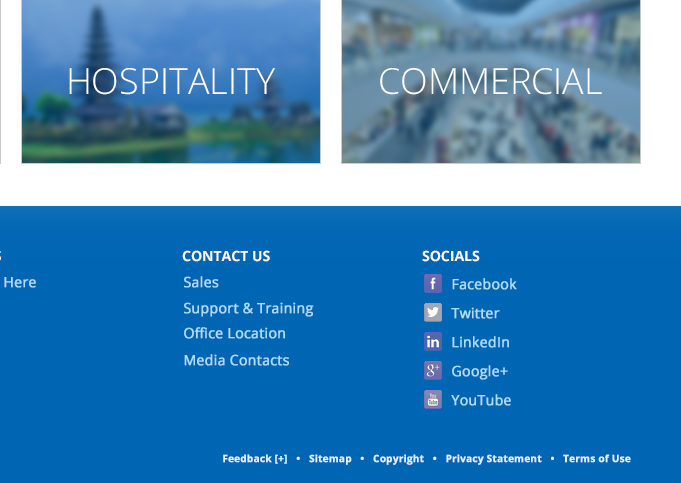 HOSPITALITY
COMMERCIAL
Here
CONTACT US
Sales
Support & Training
Office Location
Media Contacts
SOCIALS
Facebook
Twitter
LinkedIn
Google+
YouTube
Feedback [+] • Sitemap • Copyright • Privacy Statement • Terms of Use